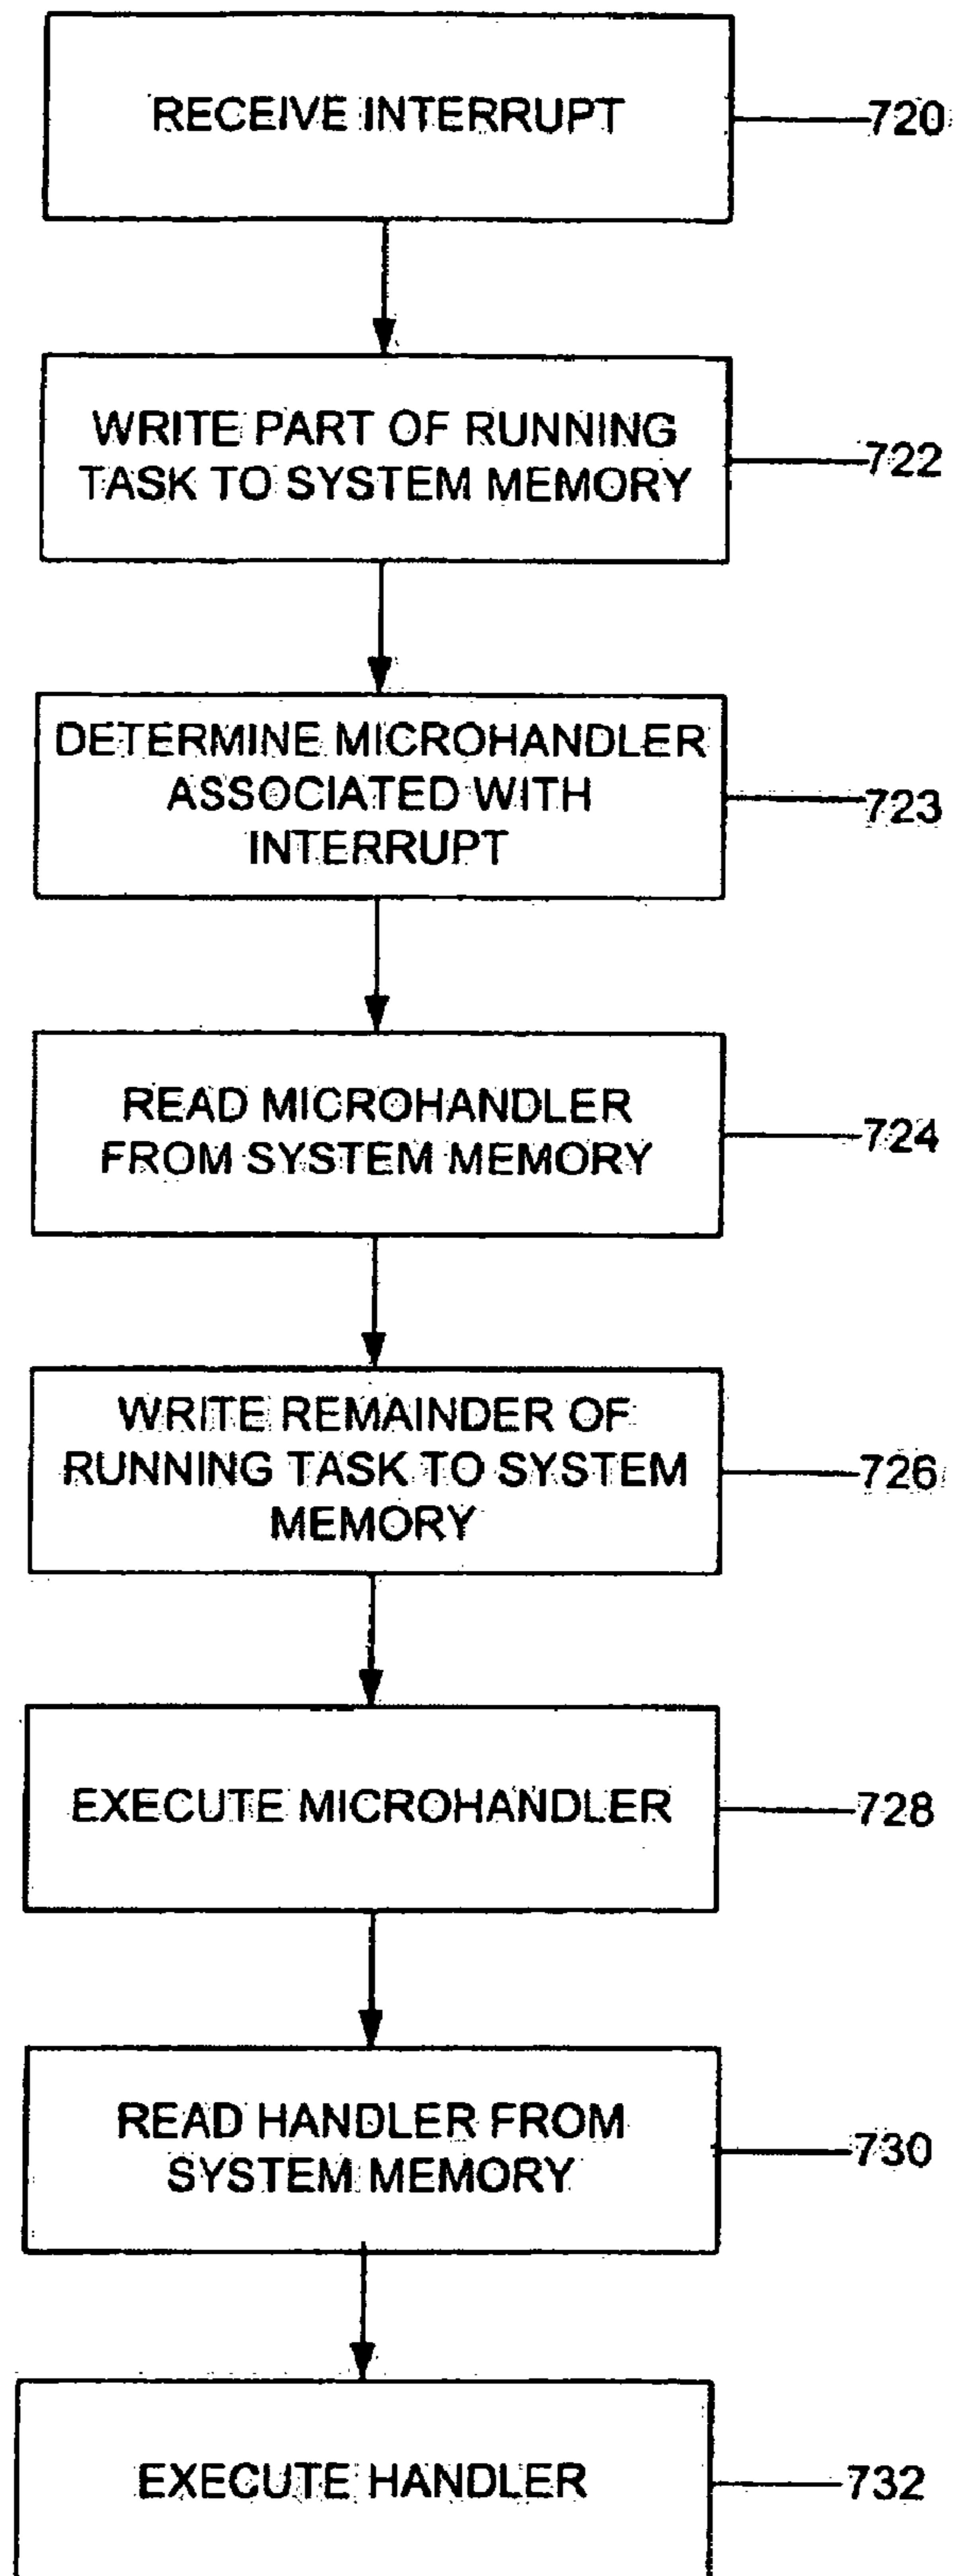 RECEIVE INTERRUPT
720
WRITE PART OF RUNNING
TASK TO SYSTEM MEMORY
722
DETERMINE MICROHANDLER
ASSOCIATED WITH
INTERRUPT
723
READ MICROHANDLER
FROM SYSTEM MEMORY
724
WRITE REMAINDER OF
RUNNING TASK TO SYSTEM
MEMORY
726
EXECUTE MICROHANDLER
728
READ HANDLER FROM
SYSTEM MEMORY
730
EXECUTE HANDLER
732